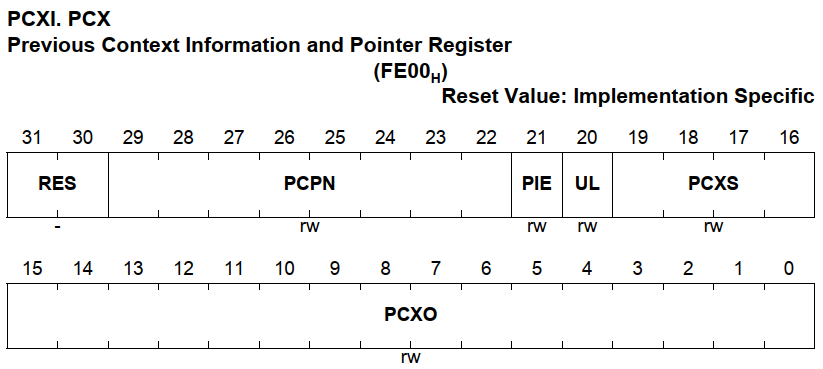 PCXI. PCX
Previous Context Information and Pointer Register
(FE00H)
Reset Value: Implementation Specific
31 30 29 28 27 26 25 24 23 22 21 20 19 18 17 16
RES PCPN PIE UL PCXS
- rw rw rw rw
15 14 13 12 11 10 9 8 7 6 5 4 3 2 1 0
PCXO
rw